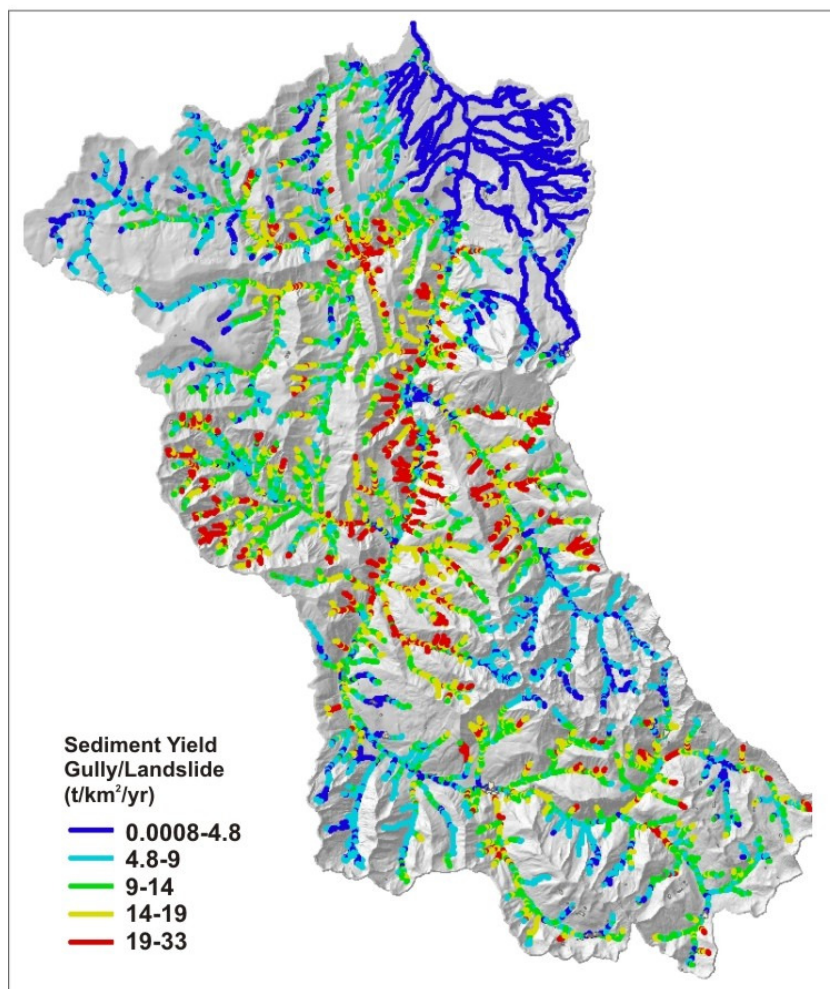 Sediment Yield
Gully/Landslide
(t/km²/yr)
0.0008-4.8
4.8-9
9-14
14-19
19-33